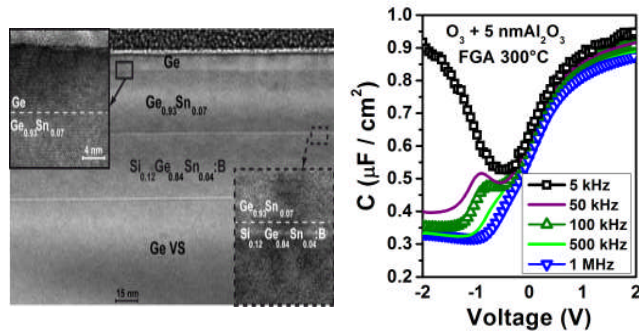 Ge
Ge
Ge0.93Sn0.07
4 nm
Ge0.93Sn0.07
Si0.12Ge0.84Sn0.04:B
Ge0.93Sn0.07
Si0.12Ge0.84Sn0.04:B
Ge VS
15 nm
O3 + 5 nmAl2O3
FGA 300°C
C (μF / cm2)
0.9
0.8
0.7
0.6
0.5
0.4
0.3
0.2
5 kHz
50 kHz
100 kHz
500 kHz
1 MHz
-2 -1 0 1 2
Voltage (V)